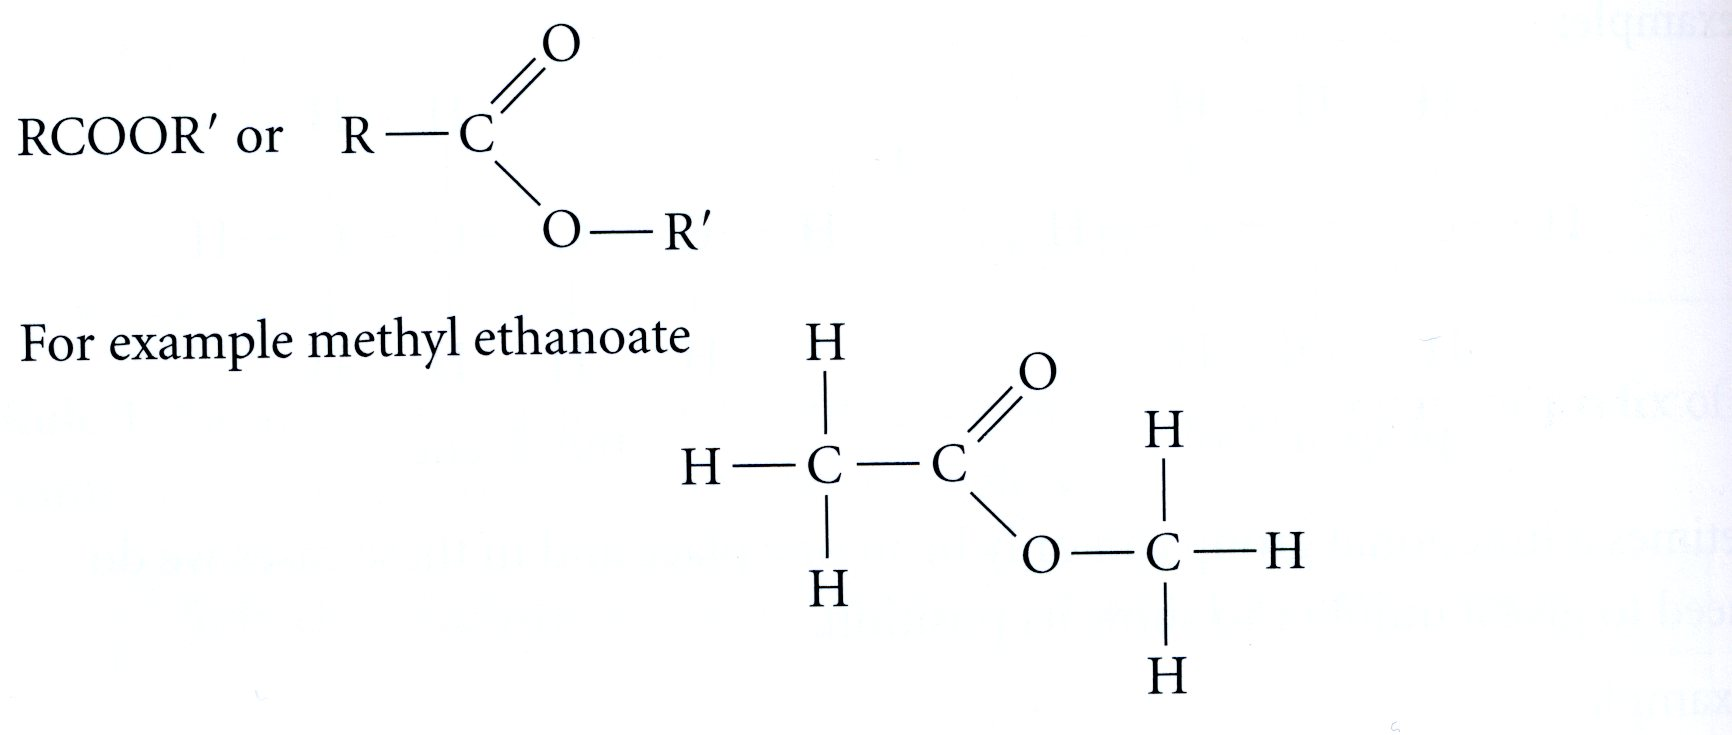 O
RCOOR′ or R — C
O — R′
For example methyl ethanoate H
O
H
H — C — C
O — C — H
H
H